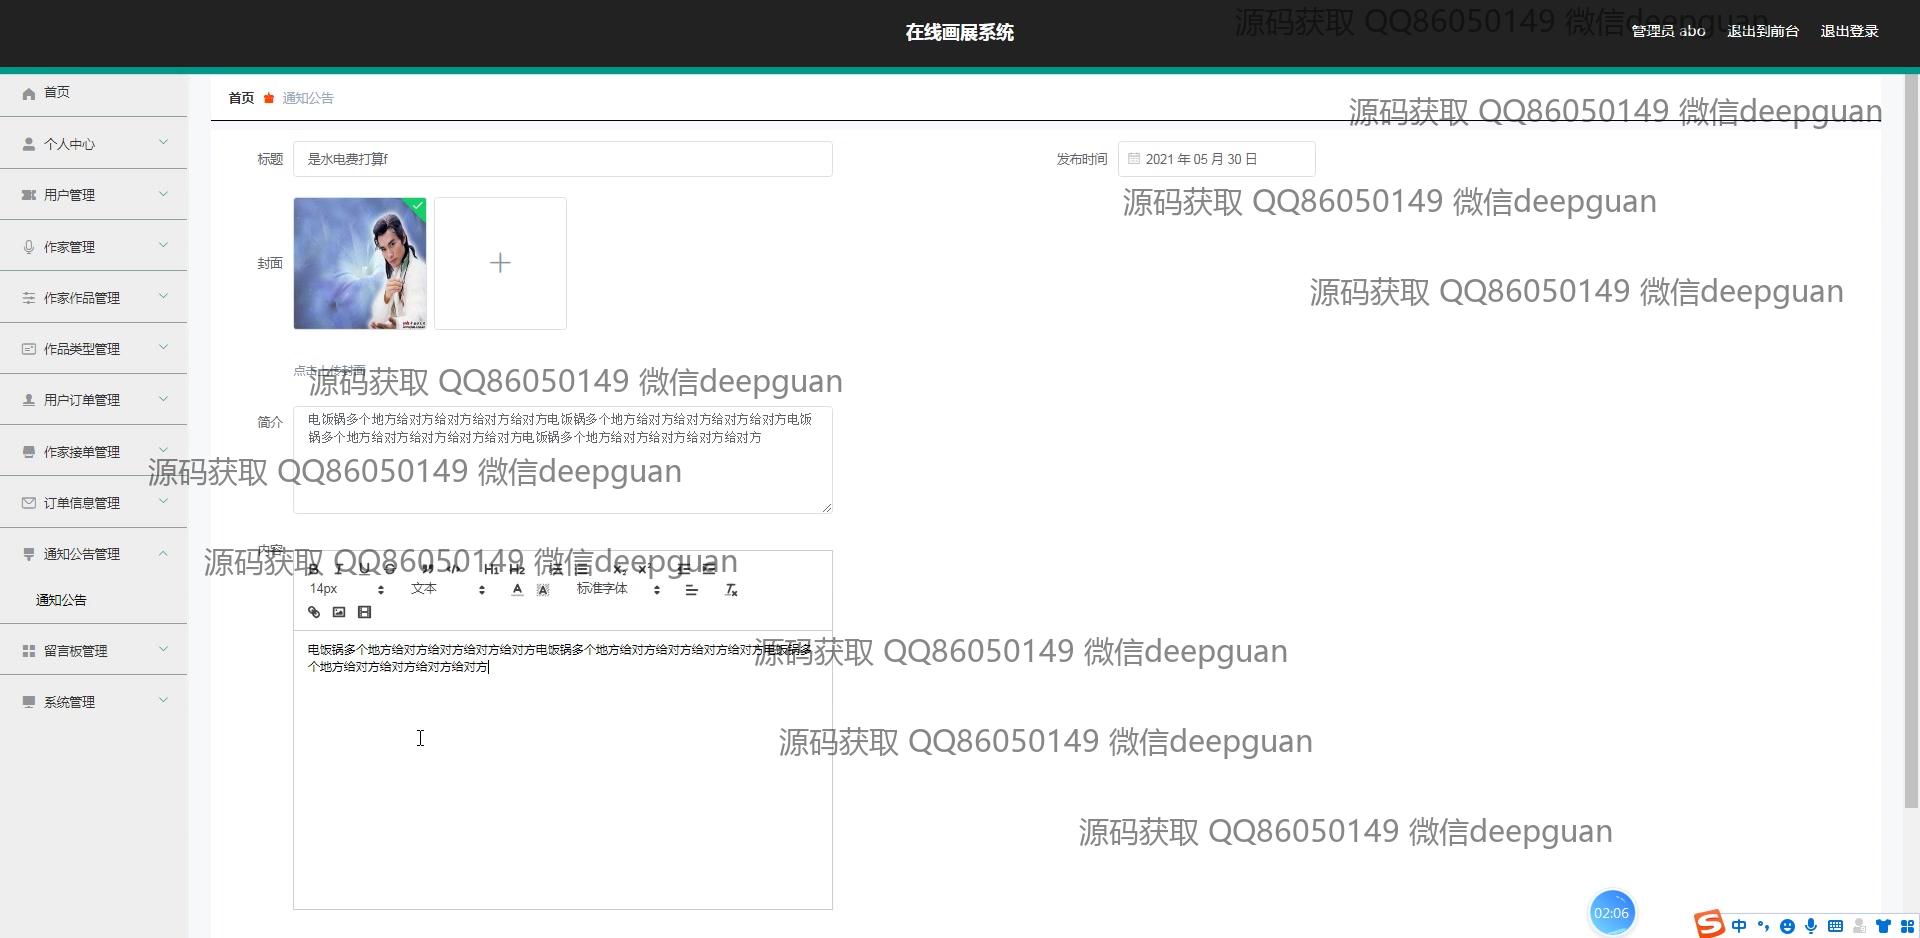 在线画展系统
源码获取 QQ86050149 微信deepguan
管理员 abo 退出到前台 退出登录
首页
个人中心
用户管理
作家管理
作家作品管理
作品类型管理
用户订单管理
作家接单管理
订单信息管理
通知公告管理
通知公告
留言板管理
系统管理
首页 通知公告
源码获取 QQ86050149 微信deepguan
标题 是水电费打算f
发布时间 2021 年 05 月 30 日
源码获取 QQ86050149 微信deepguan
封面
源码获取 QQ86050149 微信deepguan
点击上传封面
源码获取 QQ86050149 微信deepguan
简介
电饭锅多个地方给对方给对方给对方给对方电饭锅多个地方给对方给对方给对方给对方电饭
锅多个地方给对方给对方给对方给对方电饭锅多个地方给对方给对方给对方给对方
源码获取 QQ86050149 微信deepguan
内容
源码获取 QQ86050149 微信deepguan
B I U S H1 H2 X₂ X²
14px 文本 A A 标准字体
电饭锅多个地方给对方给对方给对方给对方电饭锅多个地方给对方给对方给对方给对方电饭锅多
个地方给对方给对方给对方给对方
源码获取 QQ86050149 微信deepguan
源码获取 QQ86050149 微信deepguan
源码获取 QQ86050149 微信deepguan
02:06
中